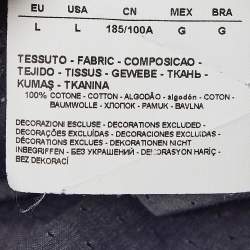 EU USA CN MEX BRA
L L 185/100A G G
TESSUTO - FABRIC - COMPOSICAO -
TEJIDO - TISSUS - GEWEBE - ТКАНЬ -
KUMAŞ - TKANINA
100% COTONE - COTTON - ALGODÃO - algodón - COTON -
BAUMWOLLE - ХЛОПОК - PAMUK - BAVLNA
DECORAZIONI ESCLUSE - DECORATIONS EXCLUDED -
DECORAÇÕES EXCLUÍDAS - DECORACIONES EXCLUIDAS -
DÉCORATIONS EXCLUES - DEKORATIONEN NICHT
INBEGRIFFEN - БЕЗ УКРАШЕНИЙ - DEKORASYON HARİÇ -
BEZ DEKORACÍ